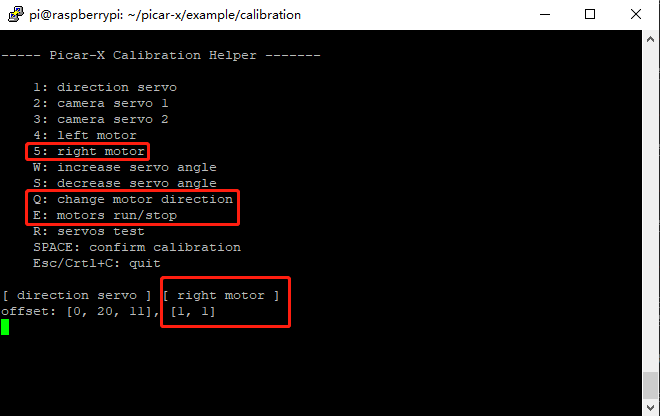 pi@raspberrypi: ~/picar-x/example/calibration
----- Picar-X Calibration Helper -------
1: direction servo
2: camera servo 1
3: camera servo 2
4: left motor
5: right motor
W: increase servo angle
S: decrease servo angle
Q: change motor direction
E: motors run/stop
R: servos test
SPACE: confirm calibration
Esc/Crtl+C: quit
[ direction servo ] [ right motor ]
offset: [0, 20, 11], [1, 1]